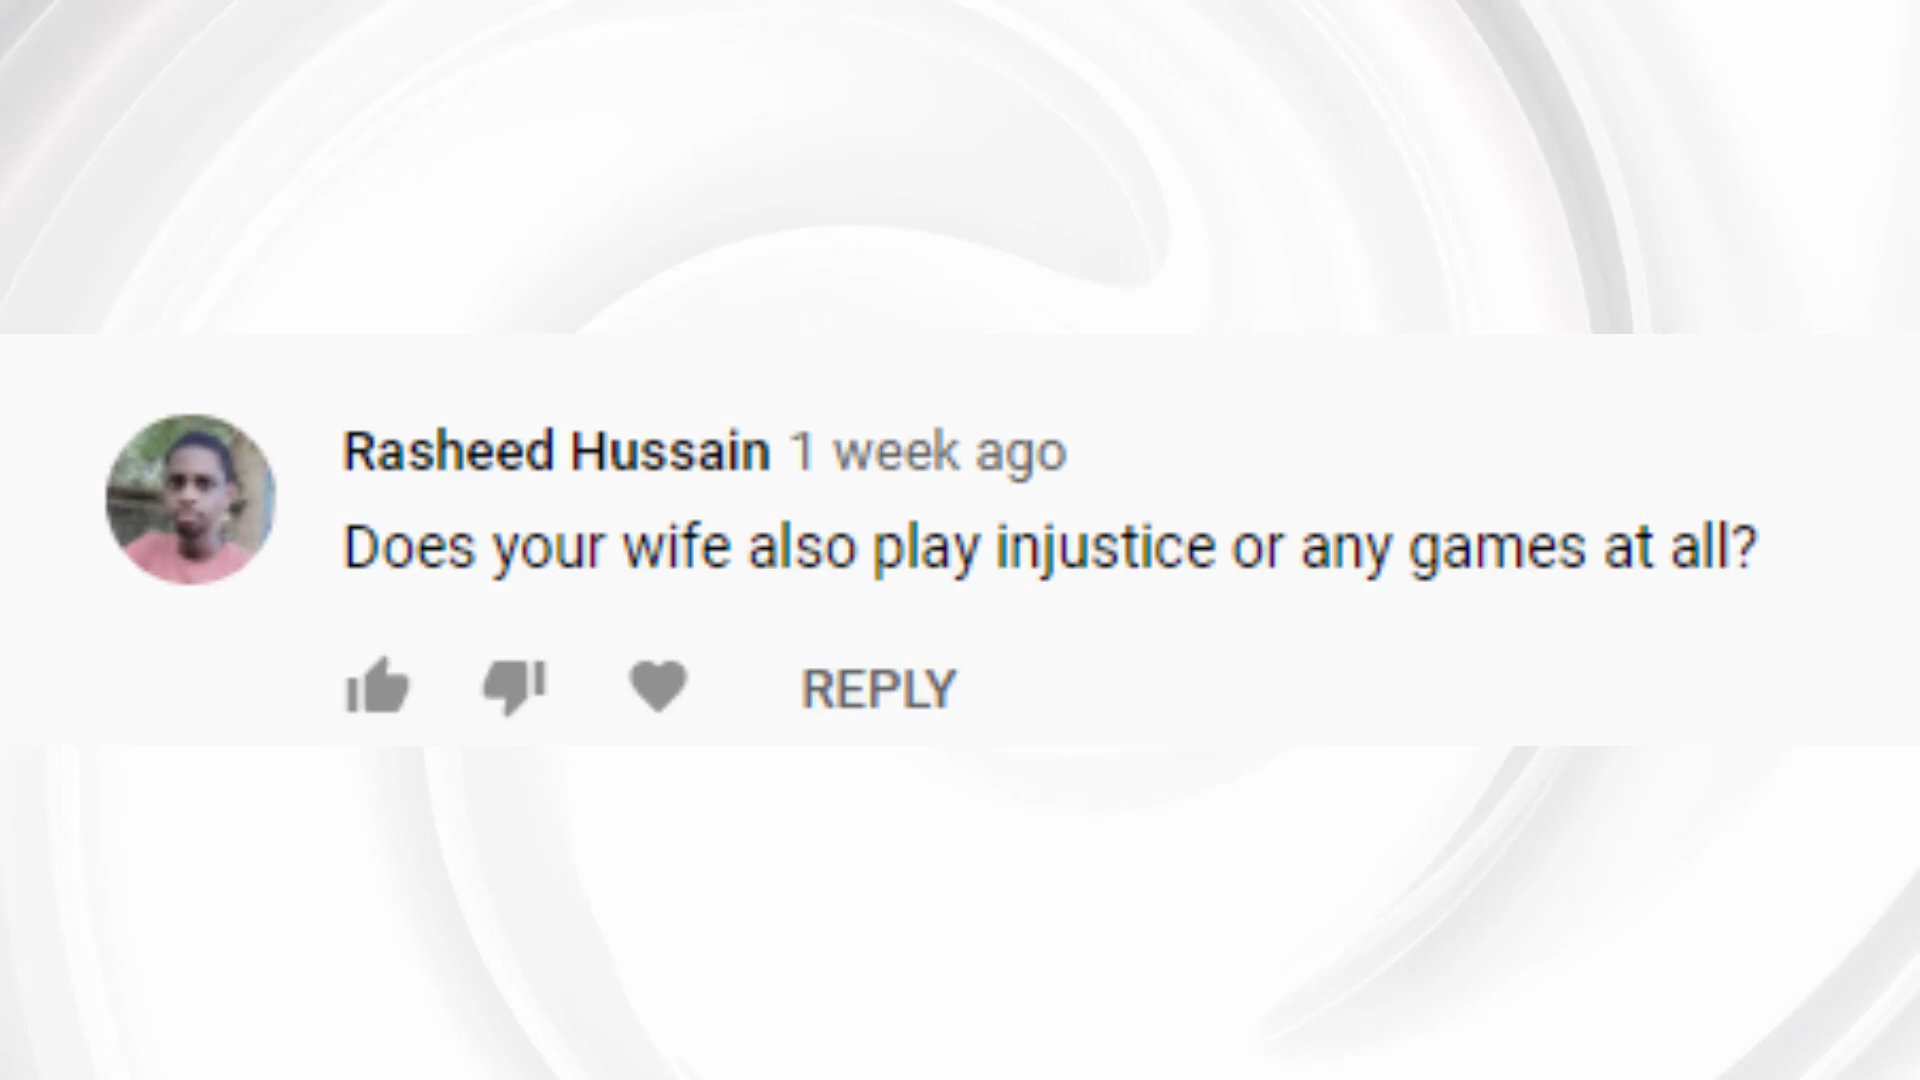 Rasheed Hussain 1 week ago
Does your wife also play injustice or any games at all?
REPLY